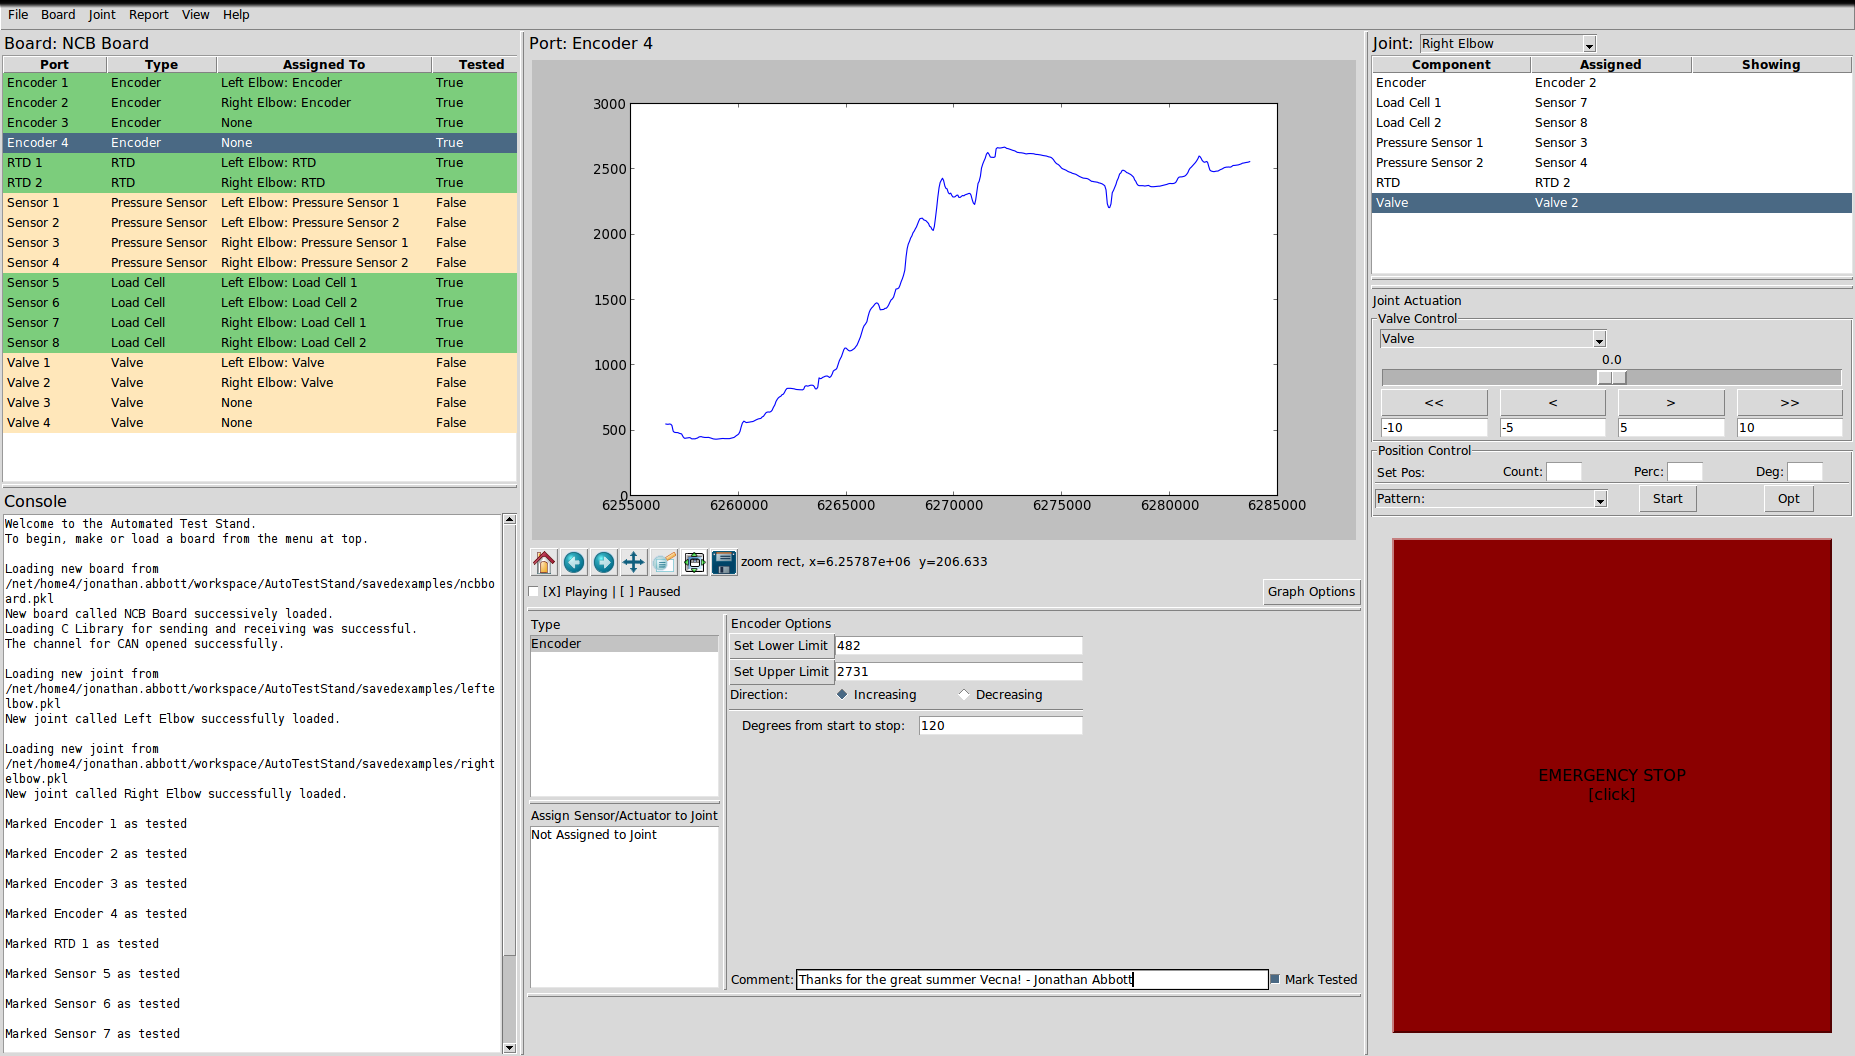 File Board Joint Report View Help
Board: NCB Board
Port Type Assigned To Tested
Encoder 1 Encoder Left Elbow: Encoder True
Encoder 2 Encoder Right Elbow: Encoder True
Encoder 3 Encoder None True
Encoder 4 Encoder None True
RTD 1 RTD Left Elbow: RTD True
RTD 2 RTD Right Elbow: RTD True
Sensor 1 Pressure Sensor Left Elbow: Pressure Sensor 1 False
Sensor 2 Pressure Sensor Left Elbow: Pressure Sensor 2 False
Sensor 3 Pressure Sensor Right Elbow: Pressure Sensor 1 False
Sensor 4 Pressure Sensor Right Elbow: Pressure Sensor 2 False
Sensor 5 Load Cell Left Elbow: Load Cell 1 True
Sensor 6 Load Cell Left Elbow: Load Cell 2 True
Sensor 7 Load Cell Right Elbow: Load Cell 1 True
Sensor 8 Load Cell Right Elbow: Load Cell 2 True
Valve 1 Valve Left Elbow: Valve False
Valve 2 Valve Right Elbow: Valve False
Valve 3 Valve None False
Valve 4 Valve None False
Console
Welcome to the Automated Test Stand.
To begin, make or load a board from the menu at top.
Loading new board from
/net/home4/jonathan.abbott/workspace/AutoTestStand/savedexamples/ncbbo
ard.pkl
New board called NCB Board successively loaded.
Loading C Library for sending and receiving was successful.
The channel for CAN opened successfully.
Loading new joint from
/net/home4/jonathan.abbott/workspace/AutoTestStand/savedexamples/lefte
lbow.pkl
New joint called Left Elbow successfully loaded.
Loading new joint from
/net/home4/jonathan.abbott/workspace/AutoTestStand/savedexamples/right
elbow.pkl
New joint called Right Elbow successfully loaded.
Marked Encoder 1 as tested
Marked Encoder 2 as tested
Marked Encoder 3 as tested
Marked Encoder 4 as tested
Marked RTD 1 as tested
Marked Sensor 5 as tested
Marked Sensor 6 as tested
Marked Sensor 7 as tested
Port: Encoder 4
3000
2500
2000
1500
1000
500
0
6255000 6260000 6265000 6270000 6275000 6280000 6285000
zoom rect, x=6.25787e+06 y=206.633
[X] Playing | [ ] Paused
Graph Options
Type
Encoder
Assign Sensor/Actuator to Joint
Not Assigned to Joint
Encoder Options
Set Lower Limit 482
Set Upper Limit 2731
Direction: Increasing Decreasing
Degrees from start to stop: 120
Comment: Thanks for the great summer Vecna! - Jonathan Abbott Mark Tested
Joint: Right Elbow
Component Assigned Showing
Encoder Encoder 2
Load Cell 1 Sensor 7
Load Cell 2 Sensor 8
Pressure Sensor 1 Sensor 3
Pressure Sensor 2 Sensor 4
RTD RTD 2
Valve Valve 2
Joint Actuation
Valve Control
Valve
0.0
<< < > >>
-10 -5 5 10
Position Control
Set Pos: Count: Perc: Deg:
Pattern: Start Opt
EMERGENCY STOP
[click]